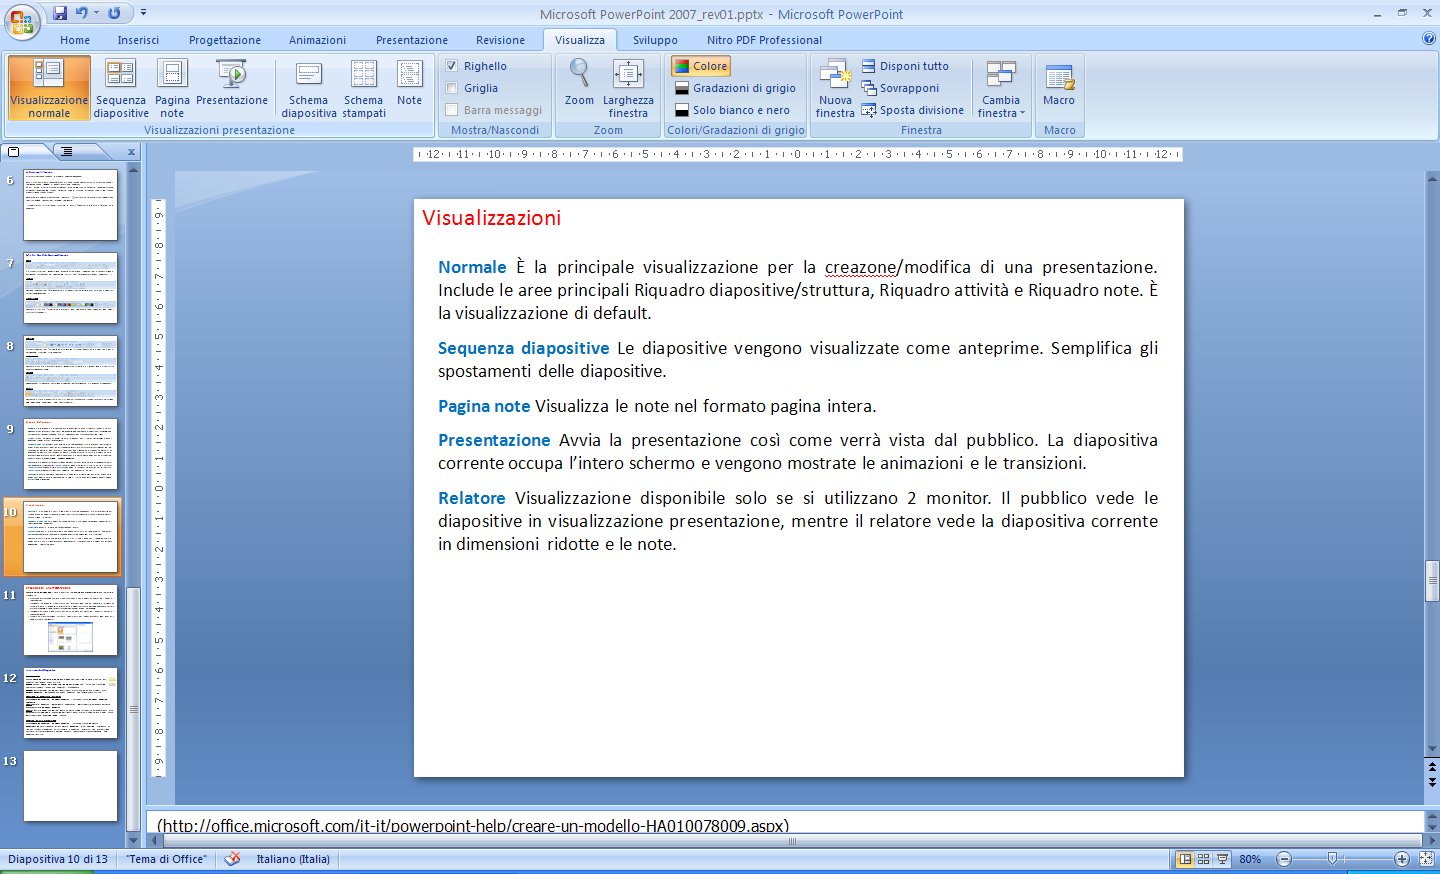 Microsoft PowerPoint 2007_rev01.pptx - Microsoft PowerPoint
Home Inserisci Progettazione Animazioni Presentazione Revisione Visualizza Sviluppo Nitro PDF Professional
Visualizzazione normale
Sequenza diapositive
Pagina note
Presentazione
Schema diapositiva
Schema stampati
Note
Visualizzazioni presentazione
Righello
Griglia
Barra messaggi
Mostra/Nascondi
Zoom
Larghezza finestra
Zoom
Colore
Gradazioni di grigio
Solo bianco e nero
Colori/Gradazioni di grigio
Nuova finestra
Disponi tutto
Sovrapponi
Sposta divisione
Cambia finestra
Finestra
Macro
Macro
6
7
8
9
10
11
12
13
Visualizzazioni
Normale È la principale visualizzazione per la creazone/modifica di una presentazione.
Include le aree principali Riquadro diapositive/struttura, Riquadro attività e Riquadro note. È
la visualizzazione di default.
Sequenza diapositive Le diapositive vengono visualizzate come anteprime. Semplifica gli
spostamenti delle diapositive.
Pagina note Visualizza le note nel formato pagina intera.
Presentazione Avvia la presentazione così come verrà vista dal pubblico. La diapositiva
corrente occupa l’intero schermo e vengono mostrate le animazioni e le transizioni.
Relatore Visualizzazione disponibile solo se si utilizzano 2 monitor. Il pubblico vede le
diapositive in visualizzazione presentazione, mentre il relatore vede la diapositiva corrente
in dimensioni ridotte e le note.
(http://office.microsoft.com/it-it/powerpoint-help/creare-un-modello-HA010078009.aspx)
Diapositiva 10 di 13 "Tema di Office" Italiano (Italia) 80%